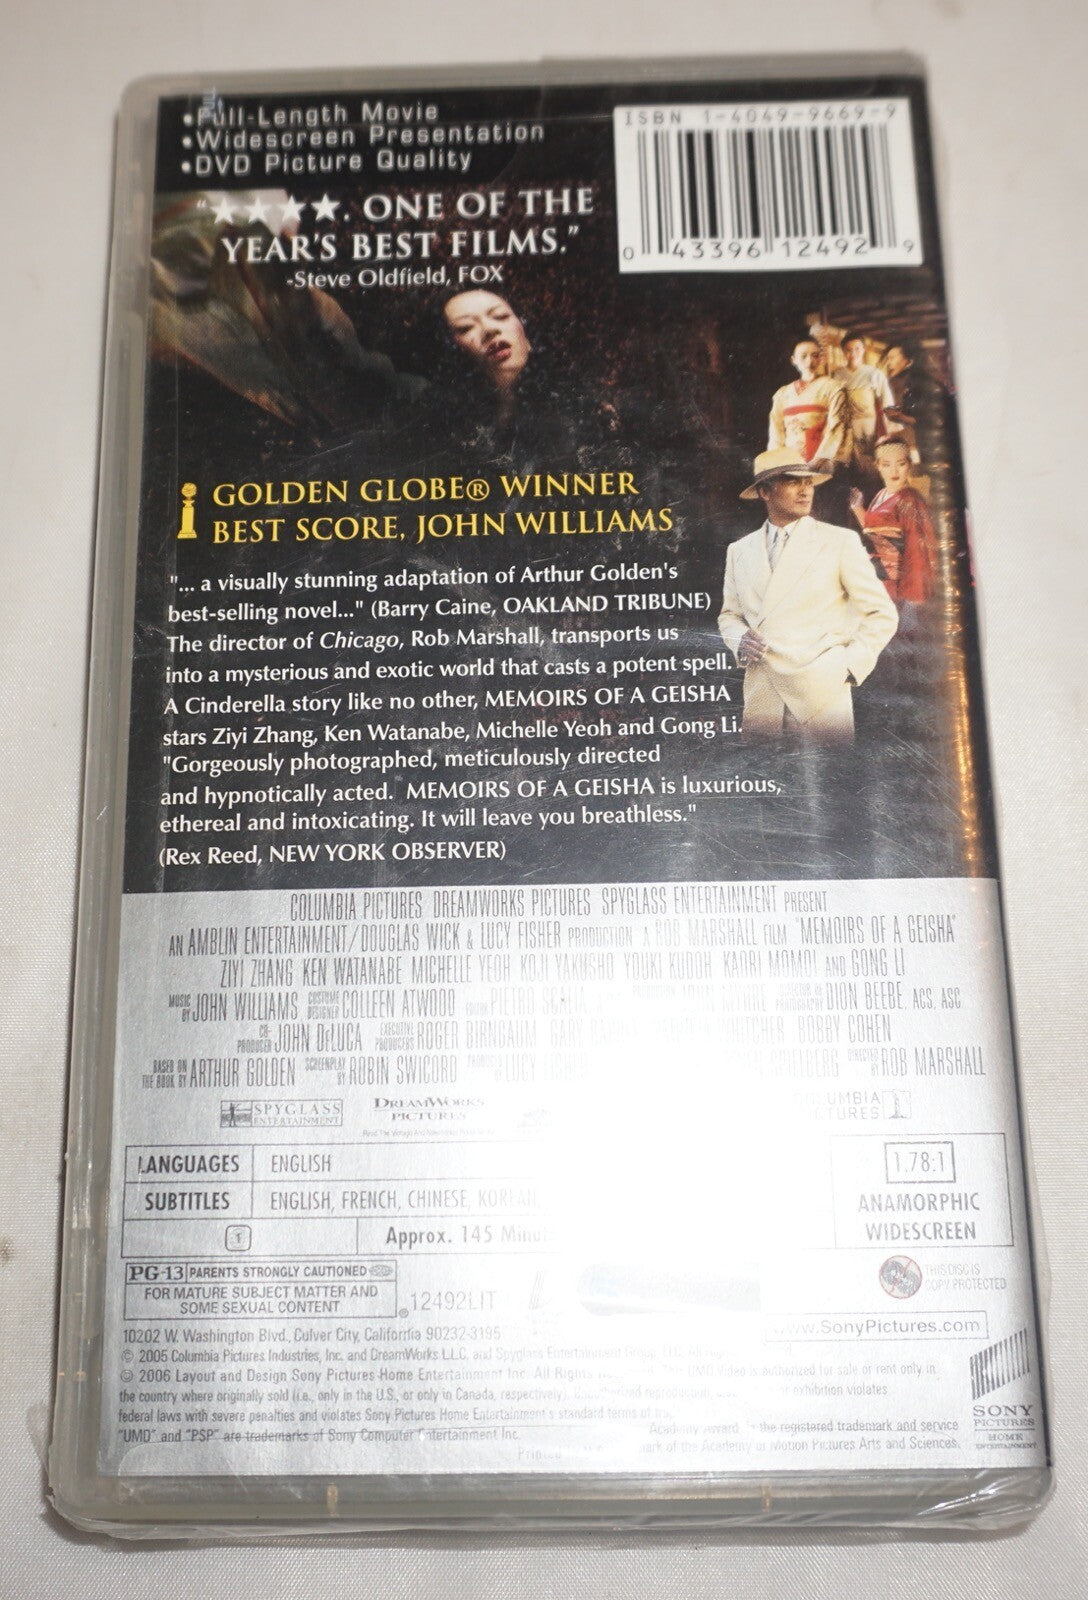 •Full-Length Movie
•Widescreen Presentation
•DVD Picture Quality
ISBN 1-4049-9669-9
0 43396 12492 9
"★★★★. ONE OF THE
YEAR'S BEST FILMS."
-Steve Oldfield, FOX
GOLDEN GLOBE® WINNER
BEST SCORE, JOHN WILLIAMS
"... a visually stunning adaptation of Arthur Golden's
best-selling novel..." (Barry Caine, OAKLAND TRIBUNE)
The director of Chicago, Rob Marshall, transports us
into a mysterious and exotic world that casts a potent spell.
A Cinderella story like no other, MEMOIRS OF A GEISHA
stars Ziyi Zhang, Ken Watanabe, Michelle Yeoh and Gong Li.
"Gorgeously photographed, meticulously directed
and hypnotically acted. MEMOIRS OF A GEISHA is luxurious,
ethereal and intoxicating. It will leave you breathless."
(Rex Reed, NEW YORK OBSERVER)
COLUMBIA PICTURES DREAMWORKS PICTURES SPYGLASS ENTERTAINMENT PRESENT
AN AMBLIN ENTERTAINMENT/DOUGLAS WICK & LUCY FISHER PRODUCTION A ROB MARSHALL FILM "MEMOIRS OF A GEISHA"
ZIYI ZHANG KEN WATANABE MICHELLE YEOH KOJI YAKUSHO YOUKI KUDOH KAORI MOMOI AND GONG LI
MUSIC BY JOHN WILLIAMS COSTUME DESIGNER COLLEEN ATWOOD EDITOR PIETRO SCALIA DIRECTOR OF PHOTOGRAPHY DION BEEBE, ACS, ASC
CO-PRODUCER JOHN DeLUCA EXECUTIVE PRODUCERS ROGER BIRNBAUM GARY BOBBY COHEN
BASED ON THE BOOK BY ARTHUR GOLDEN SCREENPLAY BY ROBIN SWICORD LUCY DIRECTED BY ROB MARSHALL
SPYGLASS ENTERTAINMENT
DREAMWORKS PICTURES
COLUMBIA PICTURES
LANGUAGES ENGLISH
SUBTITLES ENGLISH, FRENCH, CHINESE, KOREAN
1 Approx. 145
1.78:1
ANAMORPHIC
WIDESCREEN
PG-13 PARENTS STRONGLY CAUTIONED
FOR MATURE SUBJECT MATTER AND
SOME SEXUAL CONTENT
12492LIT
THIS DISC IS
COPY PROTECTED
www.SonyPictures.com
10202 W. Washington Blvd., Culver City, California 90232-3195
© 2005 Columbia Pictures Industries, Inc. and DreamWorks L.L.C. and Spyglass Entertainment Group, LLC. All
© 2006 Layout and Design Sony Pictures Home Entertainment Inc. All Rights UMD Video is authorized for sale or rent only in
the country where originally sold (i.e., only in the U.S., or only in Canada, respectively). Unauthorized reproduction, or exhibition violates
federal laws with severe penalties and violates Sony Pictures Home Entertainment's standard terms of
Academy Award is the registered trademark and service
"UMD" and "PSP" are trademarks of Sony Computer Entertainment Inc. mark of the Academy of Motion Pictures Arts and Sciences.
Printed
SONY
PICTURES
HOME
ENTERTAINMENT